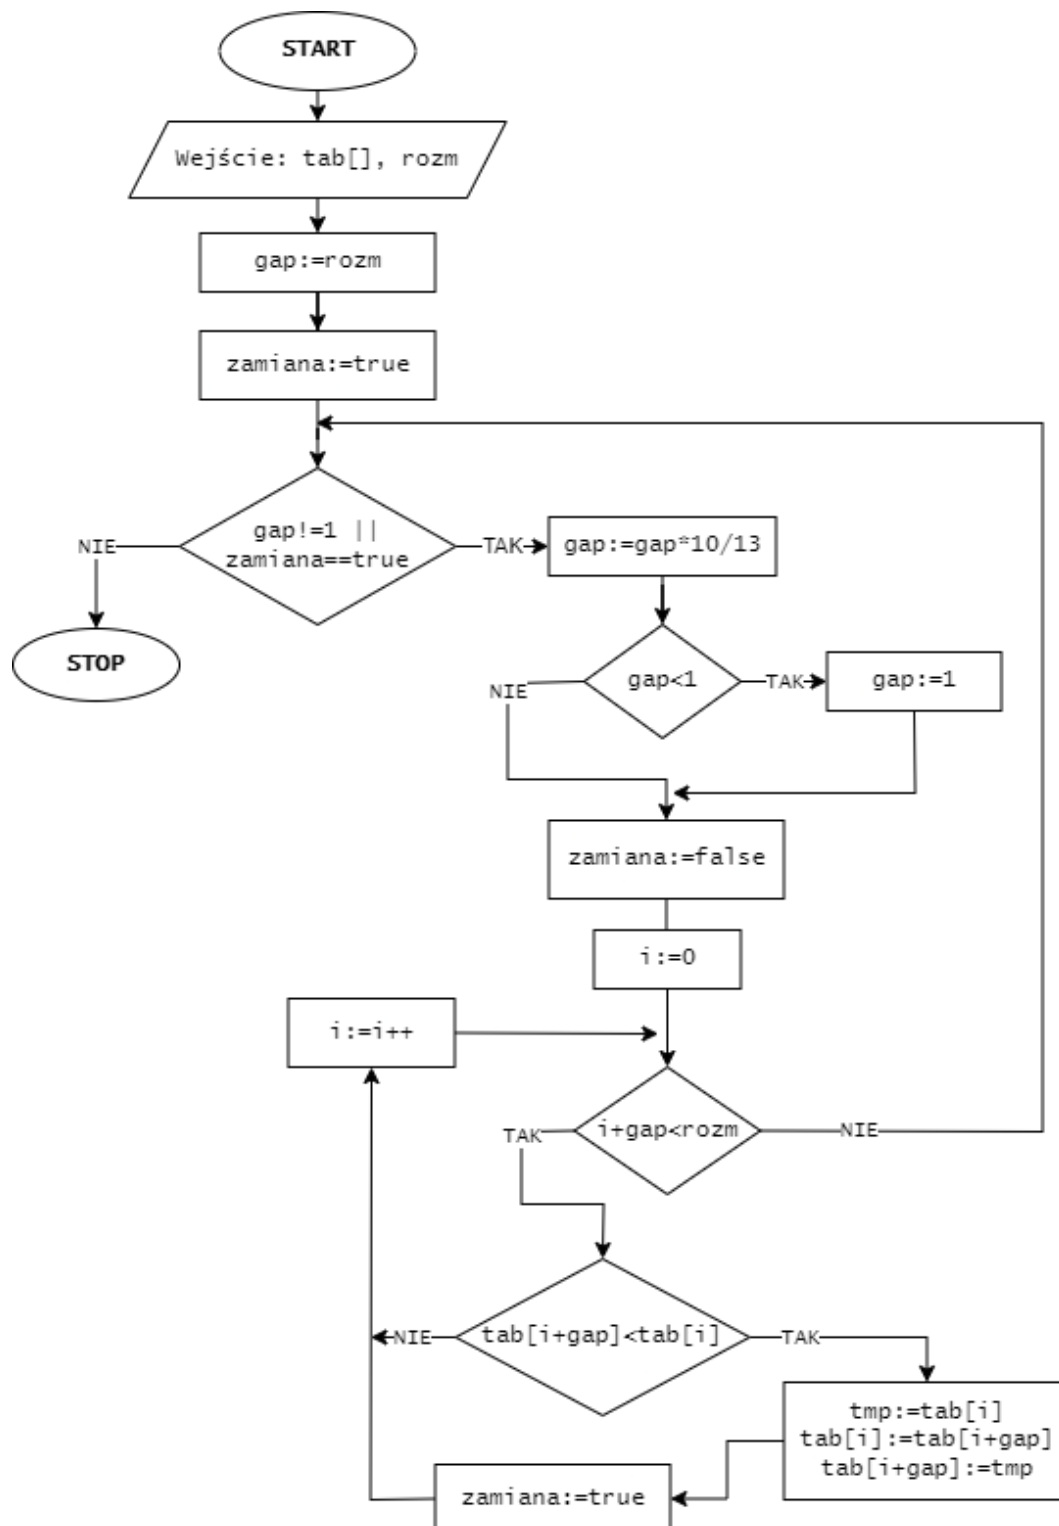 START
Wejście: tab[], rozm
gap:=rozm
zamiana:=true
gap!=1 ||
zamiana==true
NIE
TAK
gap:=gap*10/13
STOP
gap<1
NIE
TAK
gap:=1
zamiana:=false
i:=0
i:=i++
i+gap<rozm
TAK
NIE
tab[i+gap]<tab[i]
NIE
TAK
tmp:=tab[i]
tab[i]:=tab[i+gap]
tab[i+gap]:=tmp
zamiana:=true